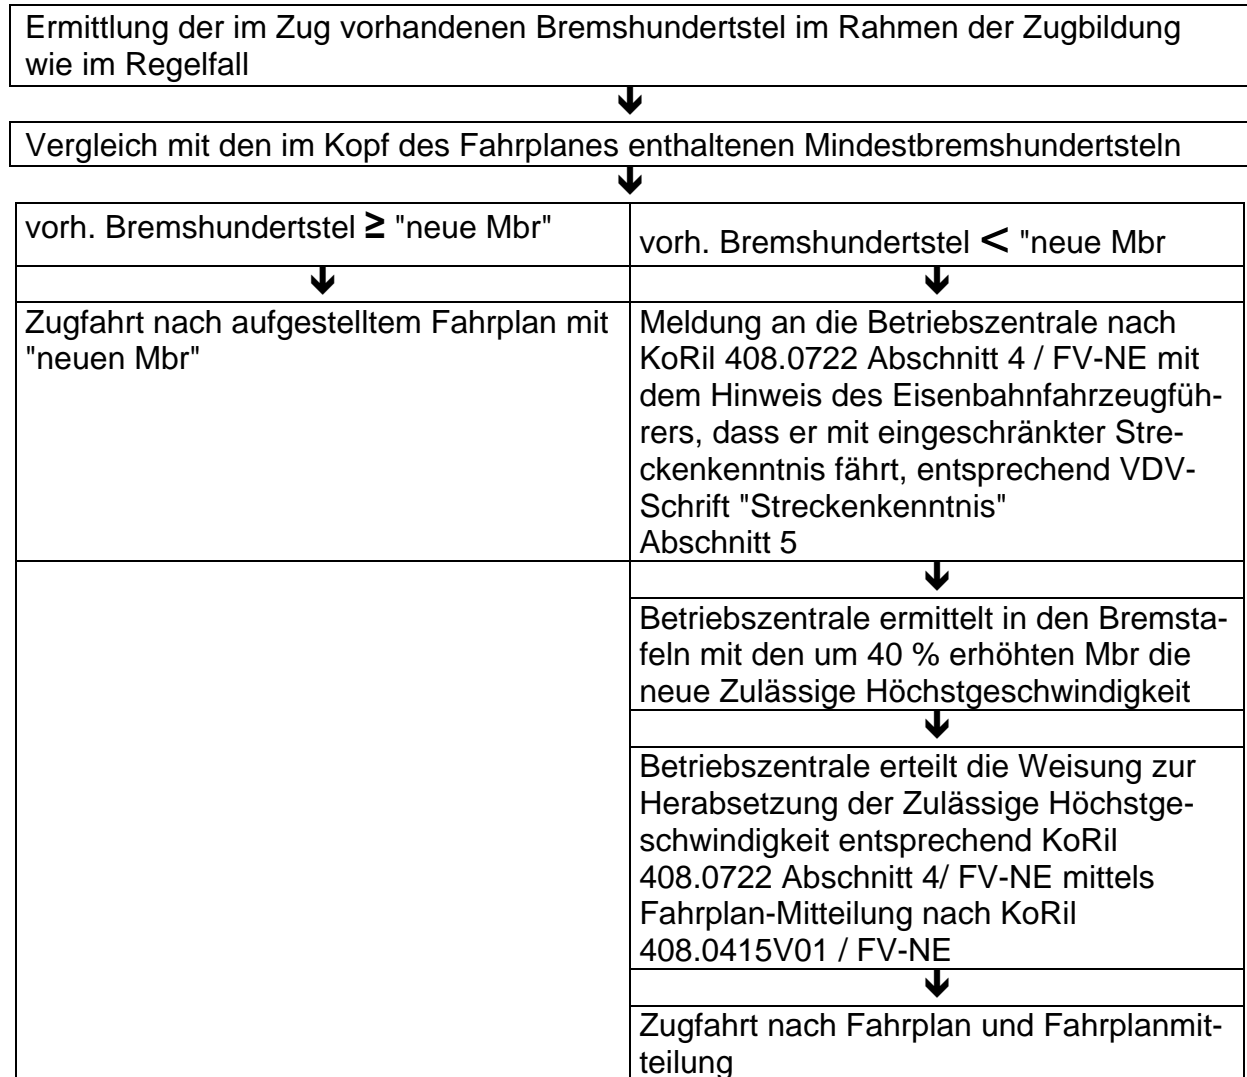 Ermittlung der im Zug vorhandenen Bremshundertstel im Rahmen der Zugbildung
wie im Regelfall
🡫
Vergleich mit den im Kopf des Fahrplanes enthaltenen Mindestbremshundertsteln
🡫
vorh. Bremshundertstel ≥ "neue Mbr"
🡫
Zugfahrt nach aufgestelltem Fahrplan mit
"neuen Mbr"
vorh. Bremshundertstel < "neue Mbr
🡫
Meldung an die Betriebszentrale nach
KoRil 408.0722 Abschnitt 4 / FV-NE mit
dem Hinweis des Eisenbahnfahrzeugfüh-
rers, dass er mit eingeschränkter Stre-
ckenkenntnis fährt, entsprechend VDV-
Schrift "Streckenkenntnis"
Abschnitt 5
🡫
Betriebszentrale ermittelt in den Bremsta-
feln mit den um 40 % erhöhten Mbr die
neue Zulässige Höchstgeschwindigkeit
🡫
Betriebszentrale erteilt die Weisung zur
Herabsetzung der Zulässige Höchstge-
schwindigkeit entsprechend KoRil
408.0722 Abschnitt 4/ FV-NE mittels
Fahrplan-Mitteilung nach KoRil
408.0415V01 / FV-NE
🡫
Zugfahrt nach Fahrplan und Fahrplanmit-
teilung